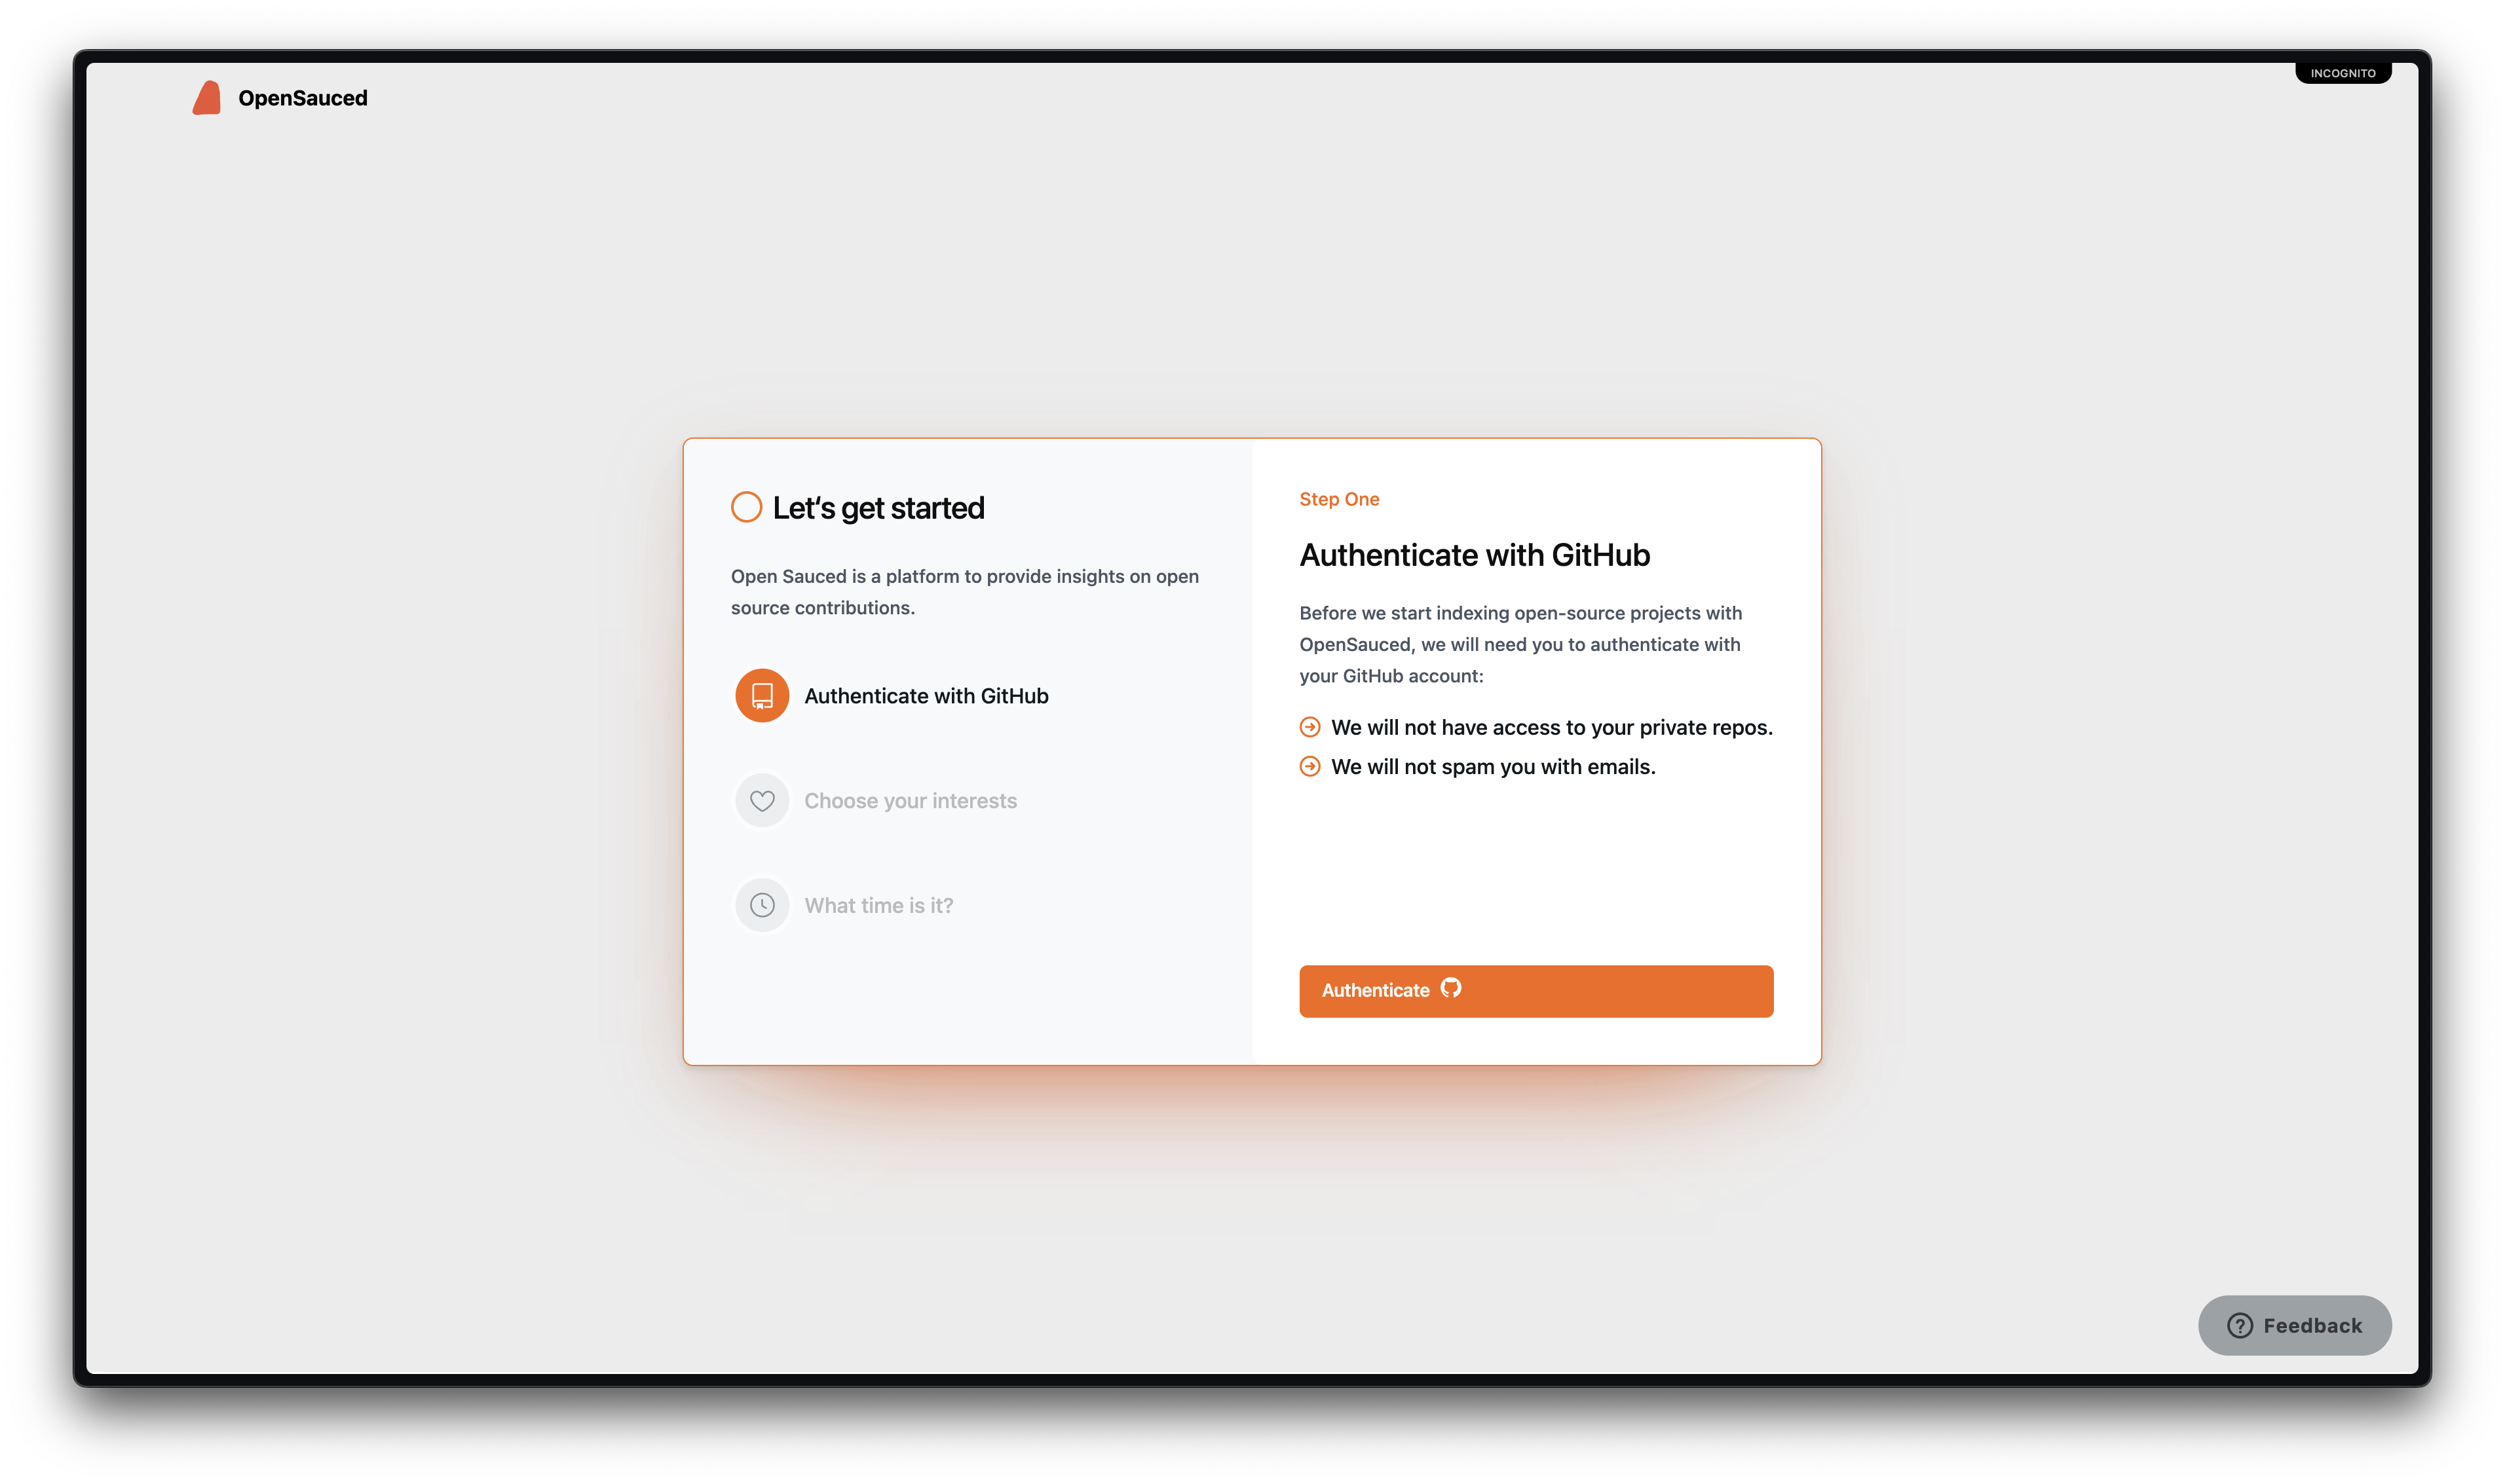 INCOGNITO
OpenSauced
Let‘s get started
Open Sauced is a platform to provide insights on open
source contributions.
Authenticate with GitHub
Choose your interests
What time is it?
Step One
Authenticate with GitHub
Before we start indexing open-source projects with
OpenSauced, we will need you to authenticate with
your GitHub account:
We will not have access to your private repos.
We will not spam you with emails.
Authenticate
Feedback